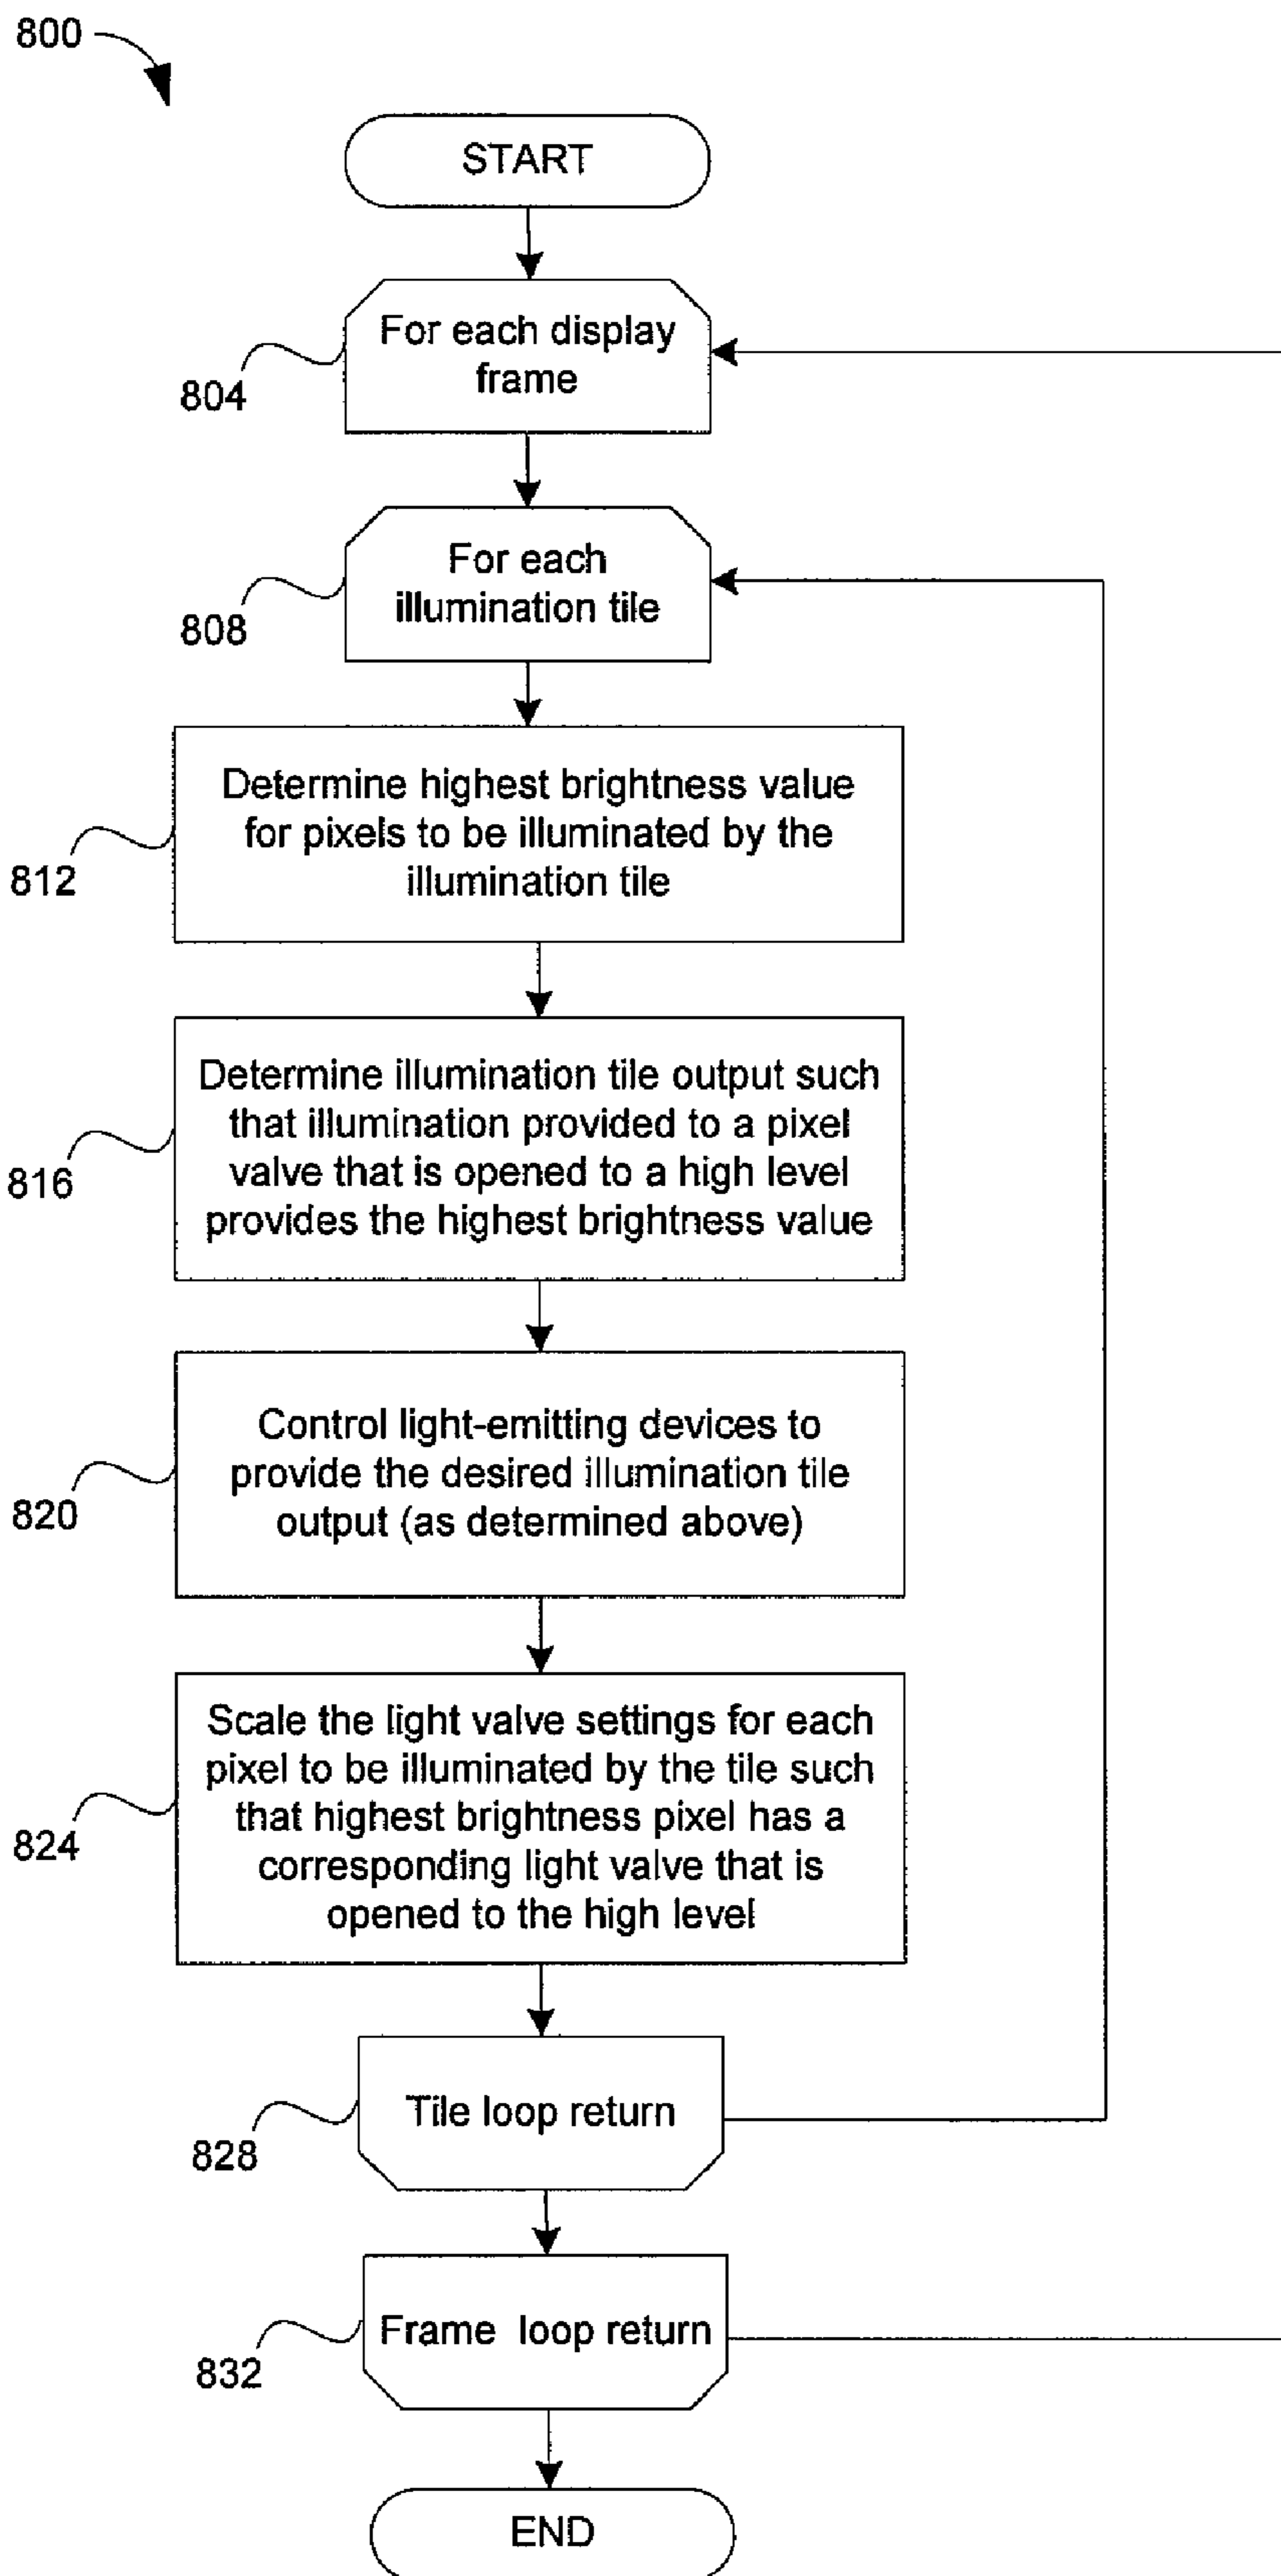 800
START
For each display
frame
804
For each
illumination tile
808
Determine highest brightness value
for pixels to be illuminated by the
illumination tile
812
Determine illumination tile output such
that illumination provided to a pixel
valve that is opened to a high level
provides the highest brightness value
816
Control light-emitting devices to
provide the desired illumination tile
output (as determined above)
820
Scale the light valve settings for each
pixel to be illuminated by the tile such
that highest brightness pixel has a
corresponding light valve that is
opened to the high level
824
Tile loop return
828
Frame loop return
832
END